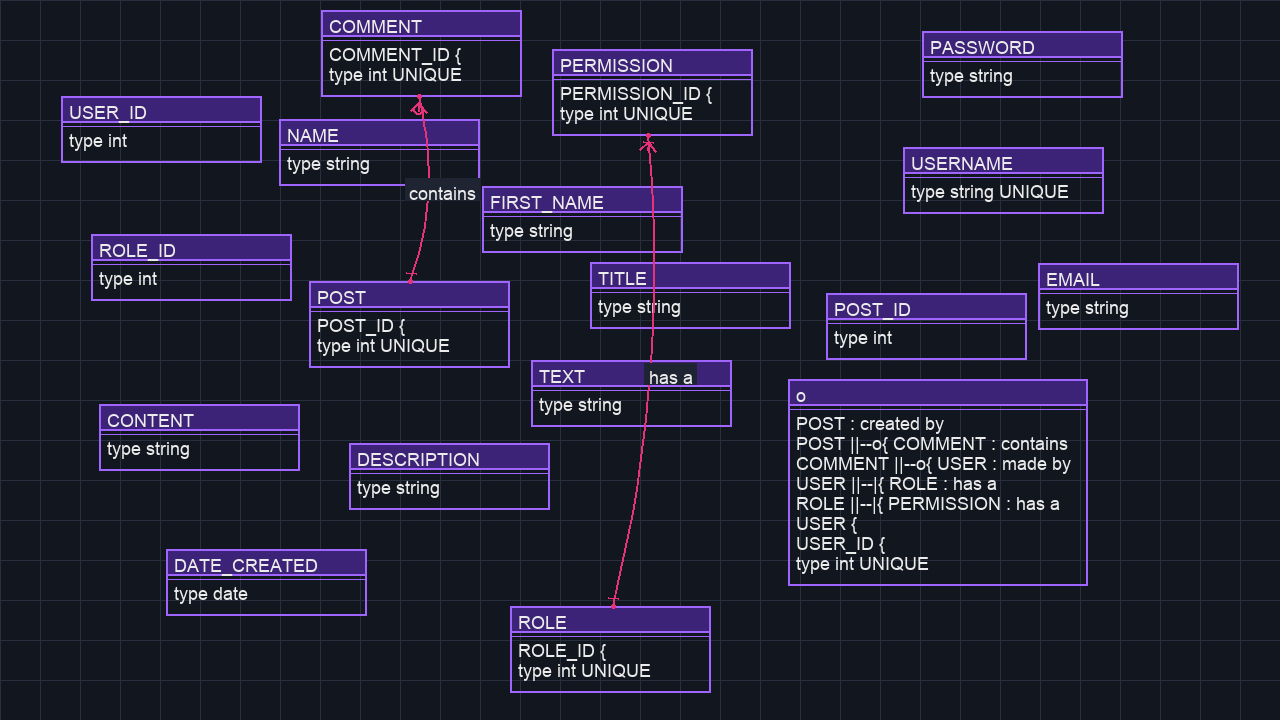 COMMENT
COMMENT_ID {
type int UNIQUE
PERMISSION
PERMISSION_ID {
type int UNIQUE
PASSWORD
type string
USER_ID
type int
NAME
type string
contains
FIRST_NAME
type string
USERNAME
type string UNIQUE
ROLE_ID
type int
POST
POST_ID {
type int UNIQUE
TITLE
type string
POST_ID
type int
EMAIL
type string
TEXT
has a
type string
o
POST : created by
POST ||--o{ COMMENT : contains
COMMENT ||--o{ USER : made by
USER ||--|{ ROLE : has a
ROLE ||--|{ PERMISSION : has a
USER {
USER_ID {
type int UNIQUE
CONTENT
type string
DESCRIPTION
type string
DATE_CREATED
type date
ROLE
ROLE_ID {
type int UNIQUE